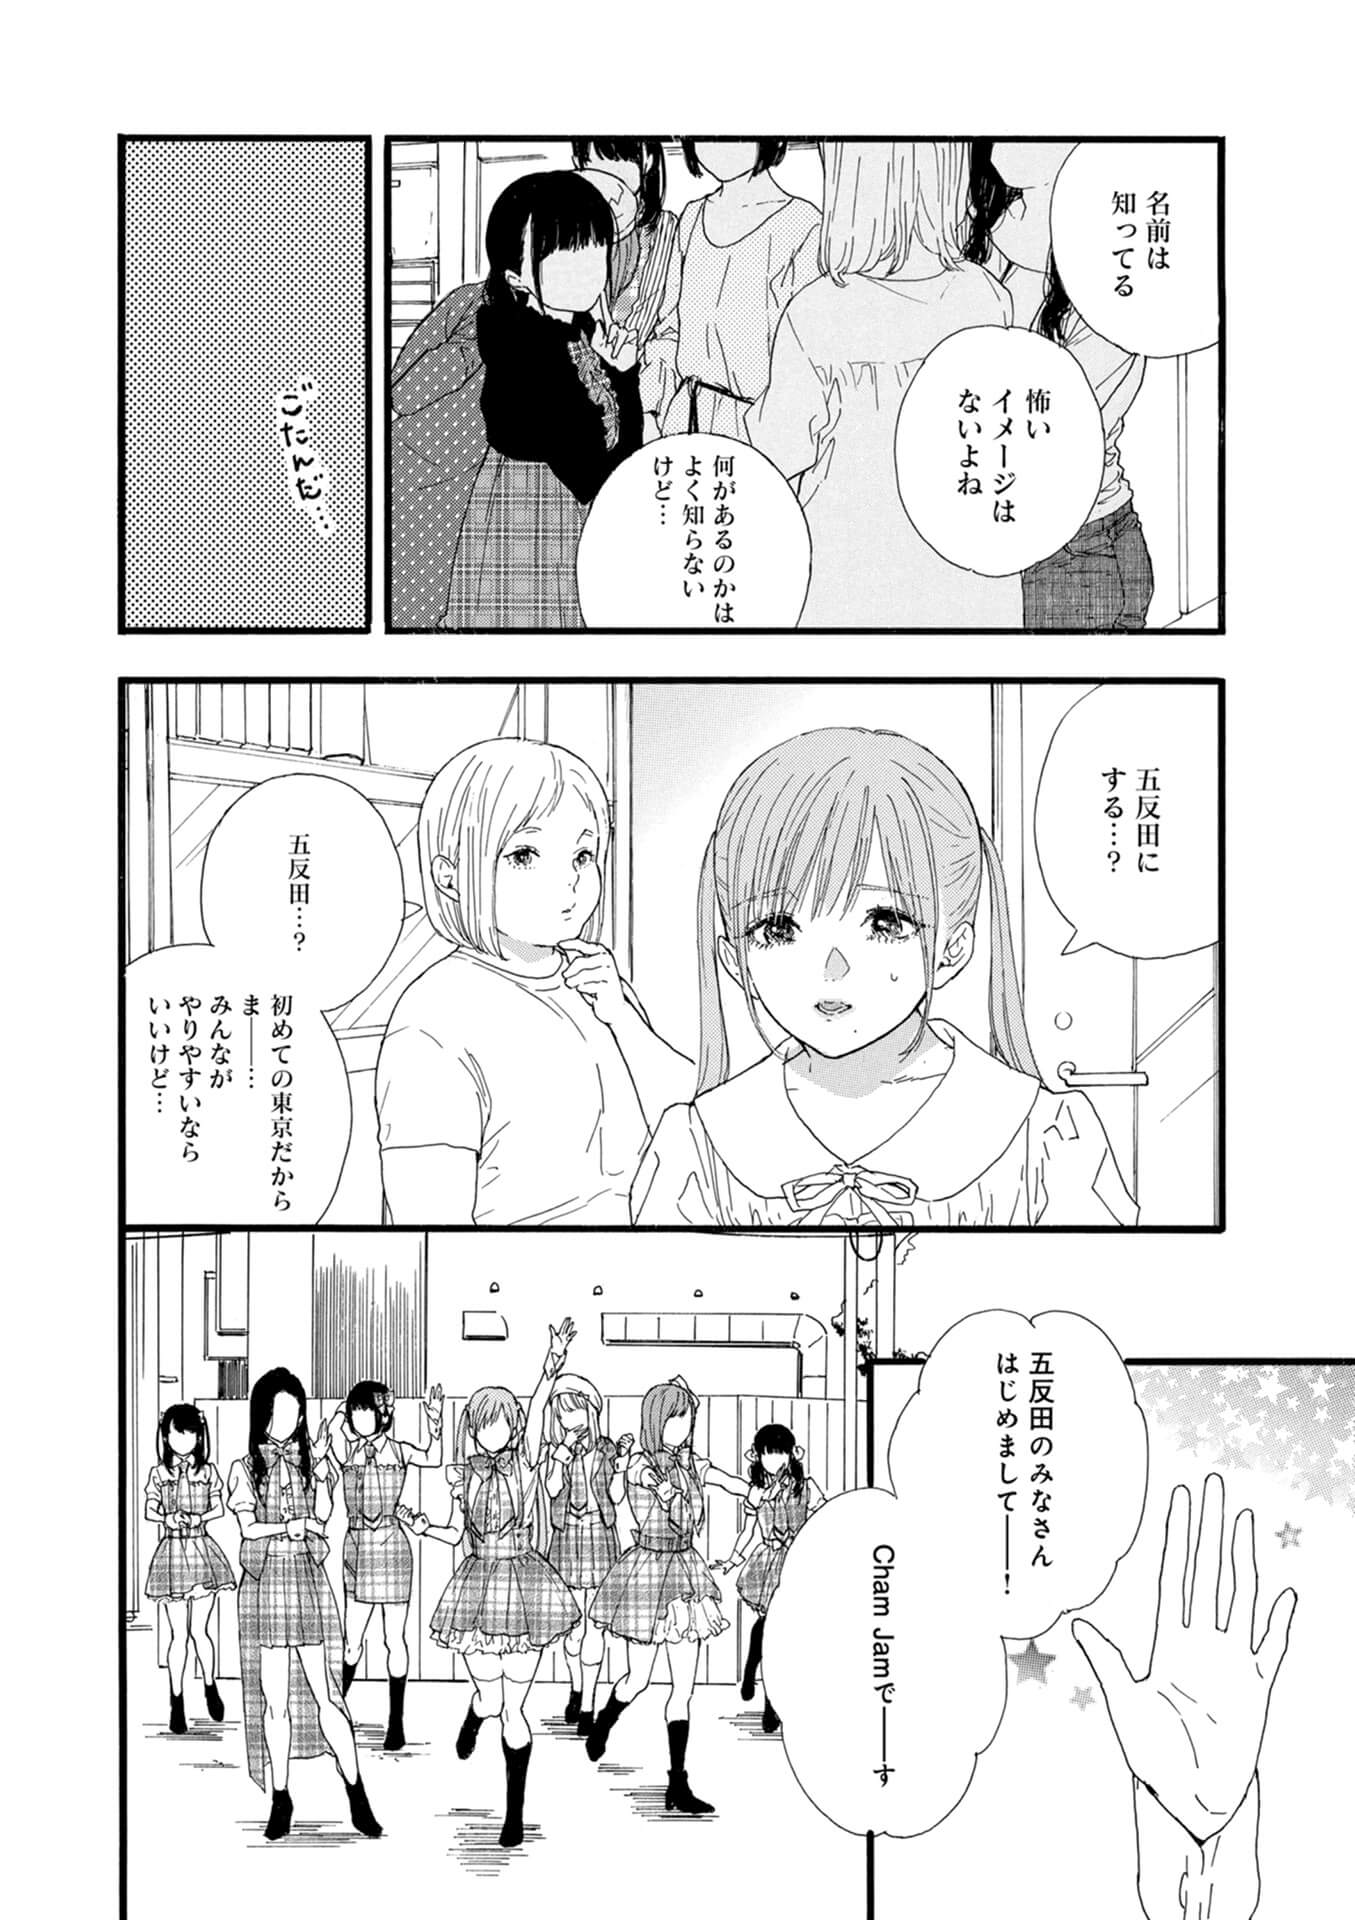 名前は
知ってる
怖い
イメージは
ないよね
何があるのかは
よく知らない
けど…
ごたんだ…
五反田に
する…?
五反田…?
初めての東京だから
ま――…
みんなが
やりやすいなら
いいけど…
五反田のみなさん
はじめまして――!
Cham Jamで――す